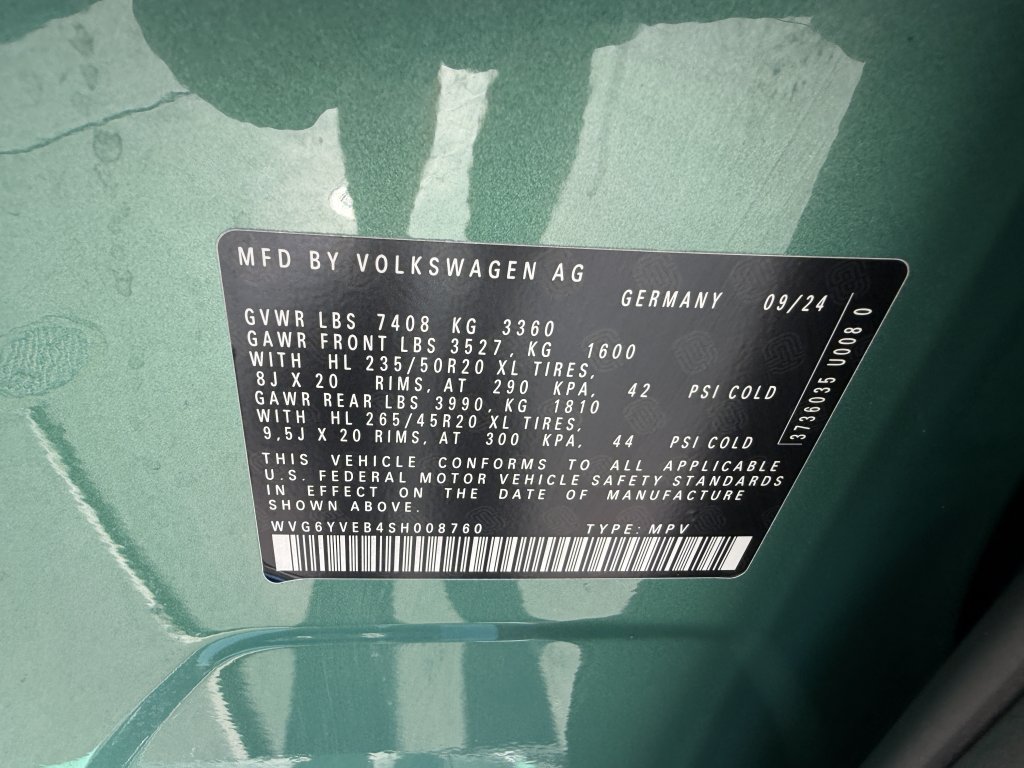 MFD BY VOLKSWAGEN AG
GERMANY 09/24
GVWR LBS 7408 KG 3360
GAWR FRONT LBS 3527, KG 1600
WITH HL 235/50R20 XL TIRES,
8J X 20 RIMS, AT 290 KPA, 42 PSI COLD
GAWR REAR LBS 3990, KG 1810
WITH HL 265/45R20 XL TIRES,
9,5J X 20 RIMS, AT 300 KPA, 44 PSI COLD
THIS VEHICLE CONFORMS TO ALL APPLICABLE
U.S. FEDERAL MOTOR VEHICLE SAFETY STANDARDS
IN EFFECT ON THE DATE OF MANUFACTURE
SHOWN ABOVE.
WVG6YVEB4SH008760 TYPE: MPV
3736035 U008 0